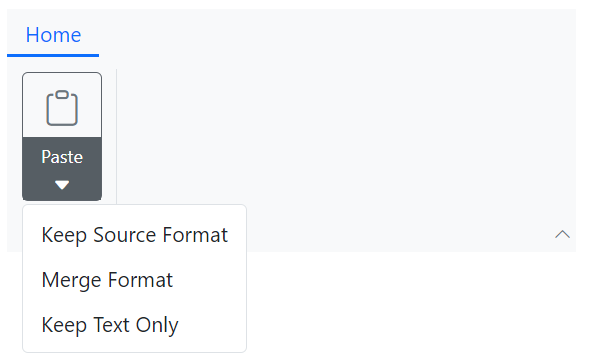 Home
Paste
Keep Source Format
Merge Format
Keep Text Only